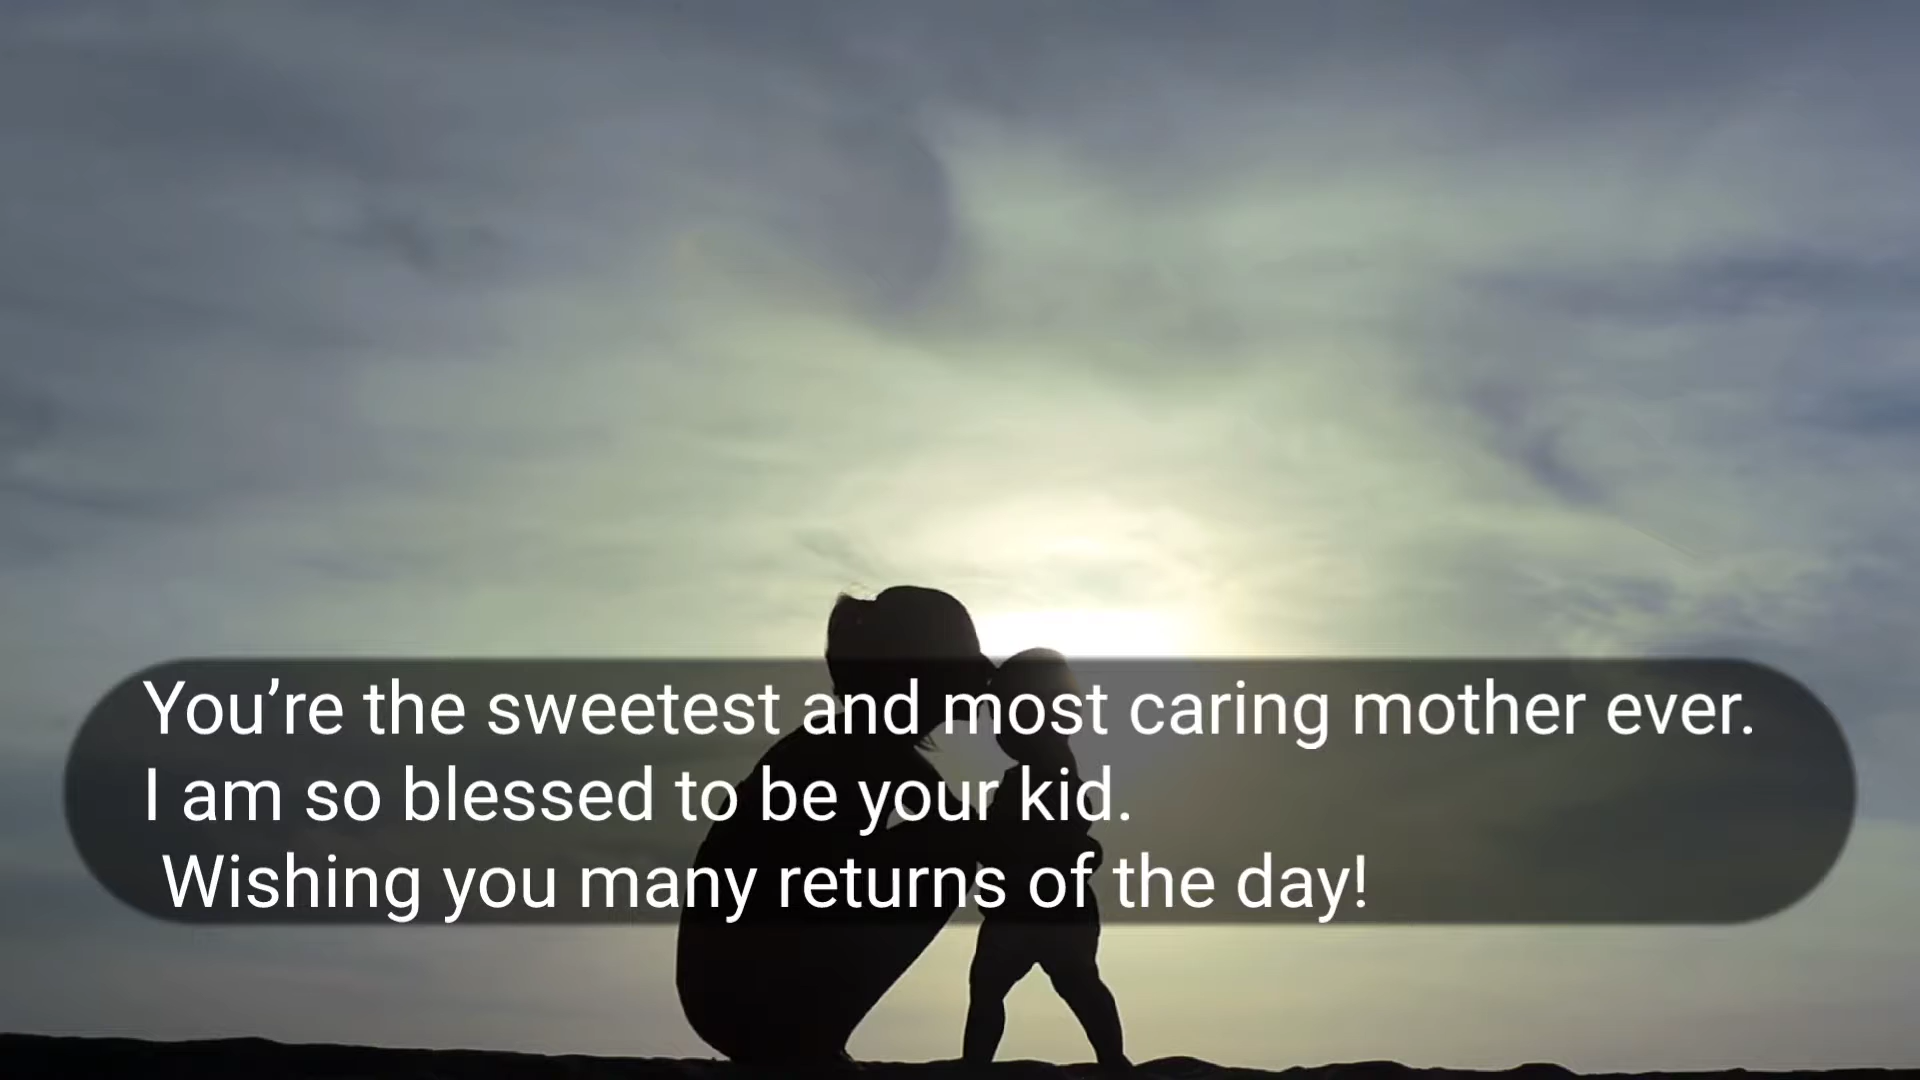 You’re the sweetest and most caring mother ever.
I am so blessed to be your kid.
Wishing you many returns of the day!